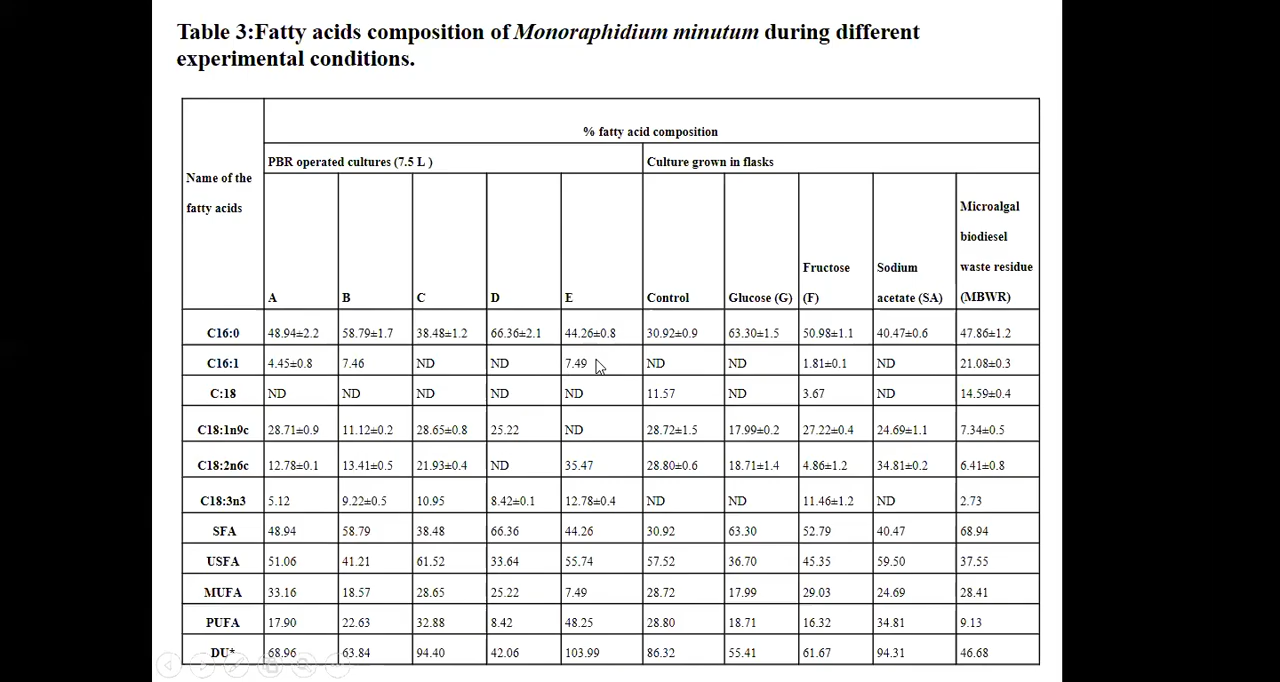 Table 3:Fatty acids composition of Monoraphidium minutum during different
experimental conditions.
Name of the
fatty acids
% fatty acid composition
PBR operated cultures (7.5 L ) Culture grown in flasks
A B C D E Control Glucose (G) Fructose (F) Sodium acetate (SA) Microalgal biodiesel waste residue (MBWR)
C16:0 48.94±2.2 58.79±1.7 38.48±1.2 66.36±2.1 44.26±0.8 30.92±0.9 63.30±1.5 50.98±1.1 40.47±0.6 47.86±1.2
C16:1 4.45±0.8 7.46 ND ND 7.49 ND ND 1.81±0.1 ND 21.08±0.3
C:18 ND ND ND ND ND 11.57 ND 3.67 ND 14.59±0.4
C18:1n9c 28.71±0.9 11.12±0.2 28.65±0.8 25.22 ND 28.72±1.5 17.99±0.2 27.22±0.4 24.69±1.1 7.34±0.5
C18:2n6c 12.78±0.1 13.41±0.5 21.93±0.4 ND 35.47 28.80±0.6 18.71±1.4 4.86±1.2 34.81±0.2 6.41±0.8
C18:3n3 5.12 9.22±0.5 10.95 8.42±0.1 12.78±0.4 ND ND 11.46±1.2 ND 2.73
SFA 48.94 58.79 38.48 66.36 44.26 30.92 63.30 52.79 40.47 68.94
USFA 51.06 41.21 61.52 33.64 55.74 57.52 36.70 45.35 59.50 37.55
MUFA 33.16 18.57 28.65 25.22 7.49 28.72 17.99 29.03 24.69 28.41
PUFA 17.90 22.63 32.88 8.42 48.25 28.80 18.71 16.32 34.81 9.13
DU* 68.96 63.84 94.40 42.06 103.99 86.32 55.41 61.67 94.31 46.68